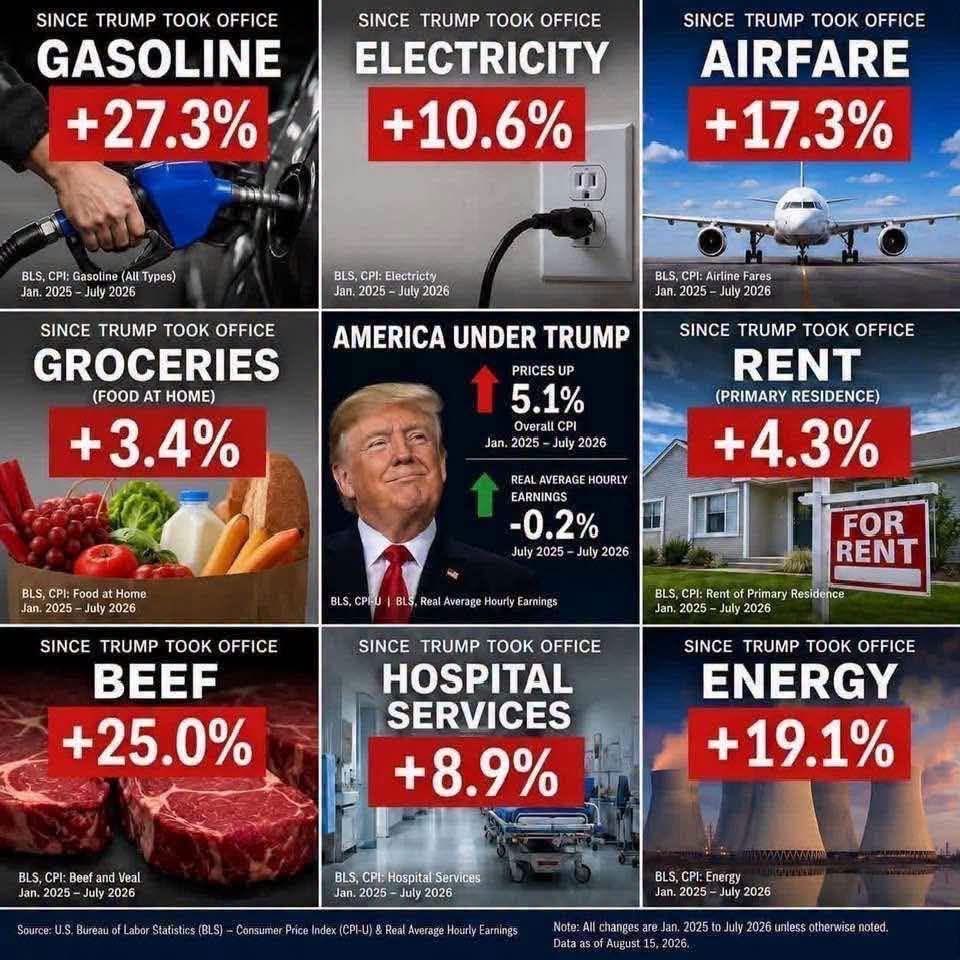 SINCE TRUMP TOOK OFFICE
GASOLINE
+27.3%
BLS, CPI: Gasoline (All Types)
Jan. 2025 – July 2026
SINCE TRUMP TOOK OFFICE
ELECTRICITY
+10.6%
BLS, CPI: Electricty
Jan. 2025 – July 2026
SINCE TRUMP TOOK OFFICE
AIRFARE
+17.3%
BLS, CPI: Airline Fares
Jan. 2025 – July 2026
SINCE TRUMP TOOK OFFICE
GROCERIES
(FOOD AT HOME)
+3.4%
BLS, CPI: Food at Home
Jan. 2025 – July 2026
AMERICA UNDER TRUMP
PRICES UP
5.1%
Overall CPI
Jan. 2025 – July 2026
REAL AVERAGE HOURLY
EARNINGS
-0.2%
July 2025 – July 2026
BLS, CPI-U | BLS, Real Average Hourly Earnings
SINCE TRUMP TOOK OFFICE
RENT
(PRIMARY RESIDENCE)
+4.3%
FOR
RENT
BLS, CPI: Rent of Primary Residence
Jan. 2025 – July 2026
SINCE TRUMP TOOK OFFICE
BEEF
+25.0%
BLS, CPI: Beef and Veal
Jan. 2025 – July 2026
SINCE TRUMP TOOK OFFICE
HOSPITAL
SERVICES
+8.9%
BLS, CPI: Hospital Services
Jan. 2025 – July 2026
SINCE TRUMP TOOK OFFICE
ENERGY
+19.1%
BLS, CPI: Energy
Jan. 2025 – July 2026
Source: U.S. Bureau of Labor Statistics (BLS) – Consumer Price Index (CPI-U) & Real Average Hourly Earnings
Note: All changes are Jan. 2025 to July 2026 unless otherwise noted.
Data as of August 15, 2026.